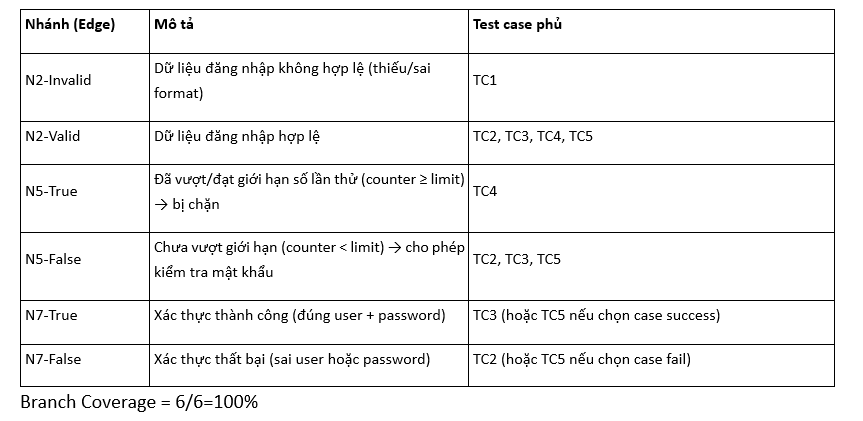 Nhánh (Edge) Mô tả Test case phủ
N2-Invalid Dữ liệu đăng nhập không hợp lệ (thiếu/sai
format) TC1
N2-Valid Dữ liệu đăng nhập hợp lệ TC2, TC3, TC4, TC5
N5-True Đã vượt/đạt giới hạn số lần thử (counter ≥ limit)
→ bị chặn TC4
N5-False Chưa vượt giới hạn (counter < limit) → cho phép
kiểm tra mật khẩu TC2, TC3, TC5
N7-True Xác thực thành công (đúng user + password) TC3 (hoặc TC5 nếu chọn case success)
N7-False Xác thực thất bại (sai user hoặc password) TC2 (hoặc TC5 nếu chọn case fail)
Branch Coverage = 6/6=100%